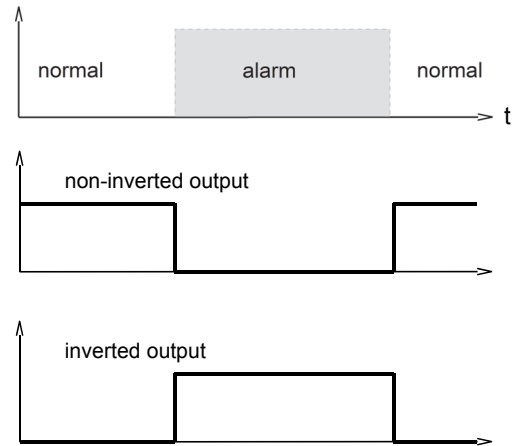 normal alarm normal
t
non-inverted output
inverted output